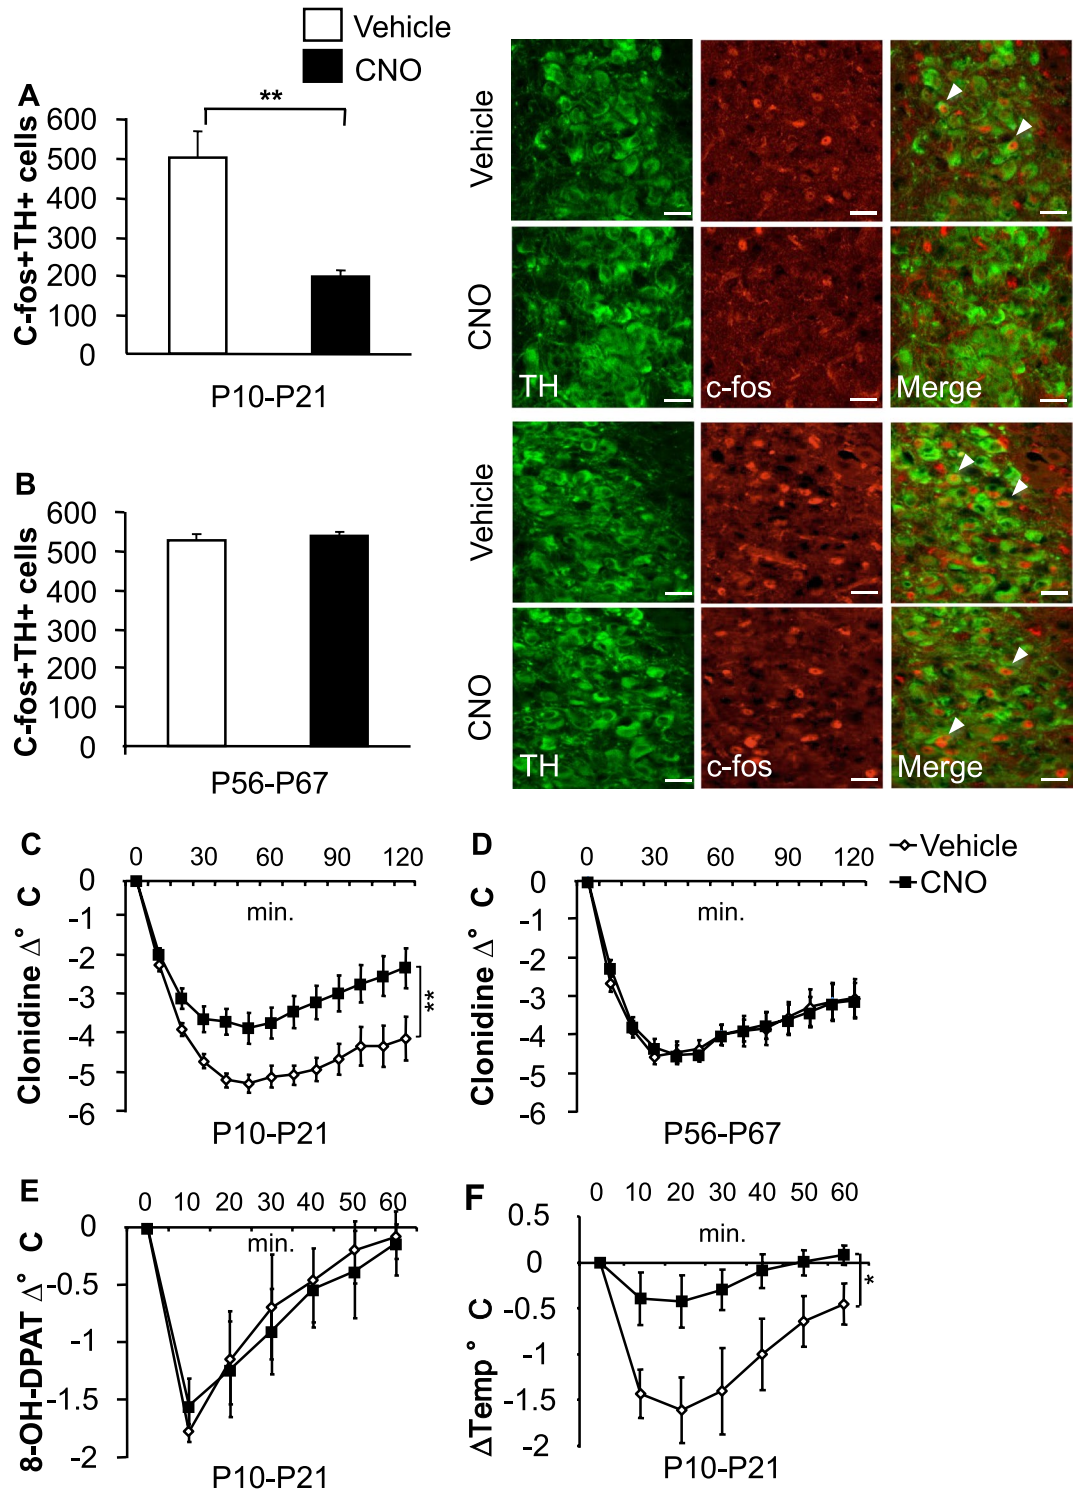 Vehicle
CNO
A
**
C-fos+TH+ cells
600
500
400
300
200
100
0
P10-P21
Vehicle
CNO
TH
c-fos
Merge
B
C-fos+TH+ cells
600
500
400
300
200
100
0
P56-P67
Vehicle
CNO
TH
c-fos
Merge
C
0 30 60 90 120
min.
Clonidine Δ° C
0
-1
-2
-3
-4
-5
-6
**
P10-P21
D
0 30 60 90 120
min.
Clonidine Δ° C
0
-1
-2
-3
-4
-5
-6
P56-P67
Vehicle
CNO
E
0 10 20 30 40 50 60
min.
8-OH-DPAT Δ° C
0
-0.5
-1
-1.5
-2
P10-P21
F
0 10 20 30 40 50 60
min.
ΔTemp° C
0.5
0
-0.5
-1
-1.5
-2
*
P10-P21